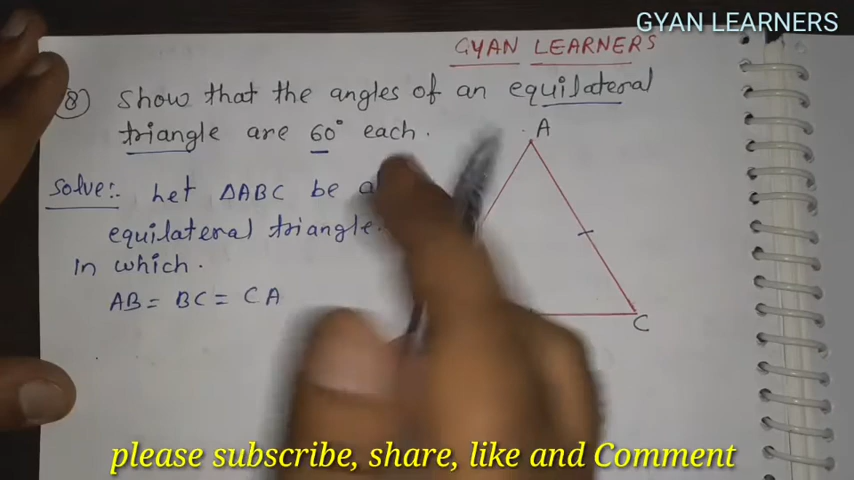 GYAN LEARNERS
GYAN LEARNERS
8) Show that the angles of an equilateral
triangle are 60° each.
A
Solve:- Let △ABC be
equilateral triangle.
in which.
AB = BC = CA
C
please subscribe, share, like and Comment